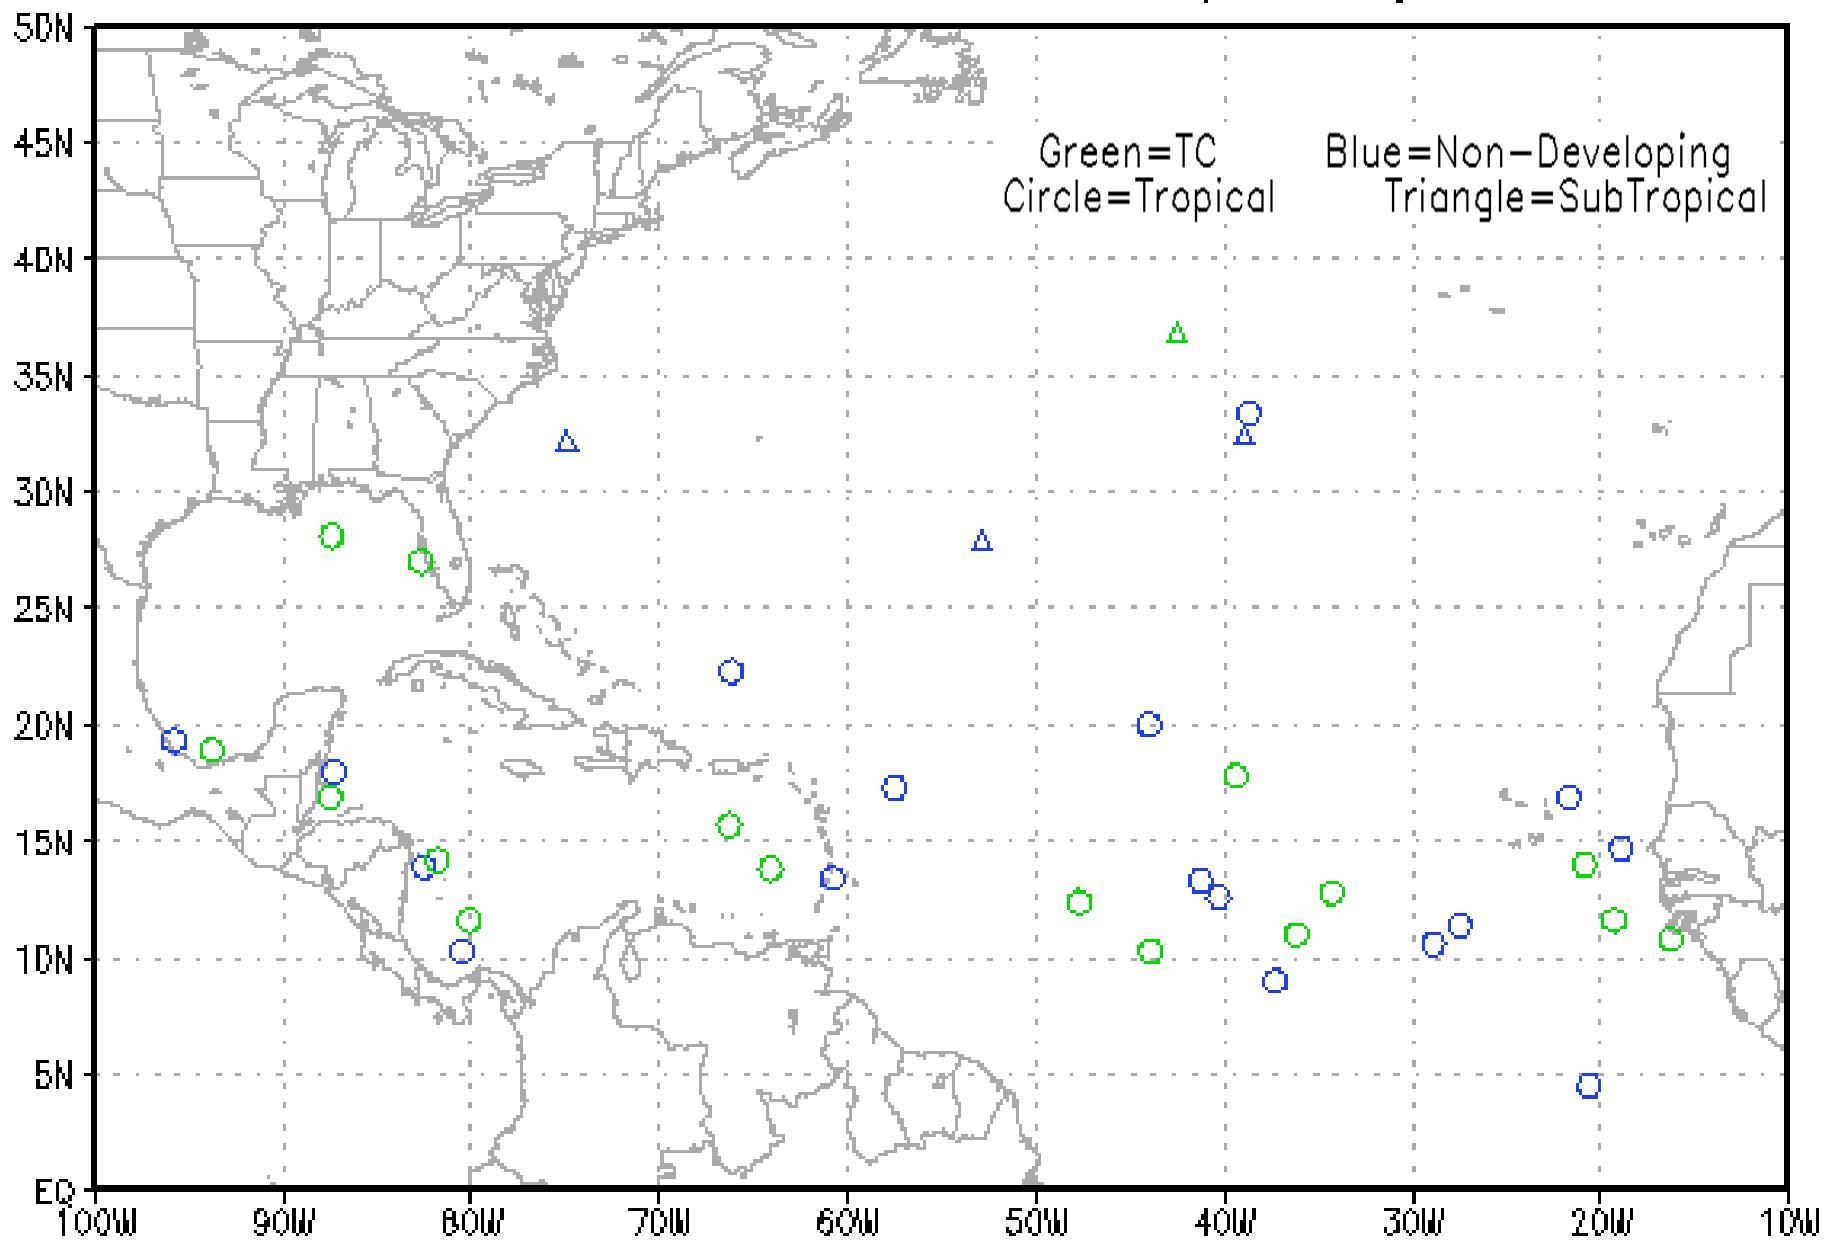 50N
45N
Green=TC Blue=Non-Developing
Circle=Tropical Triangle=SubTropical
40N
35N
30N
25N
20N
15N
10N
5N
EQ
100W 90W 80W 70W 60W 50W 40W 30W 20W 10W